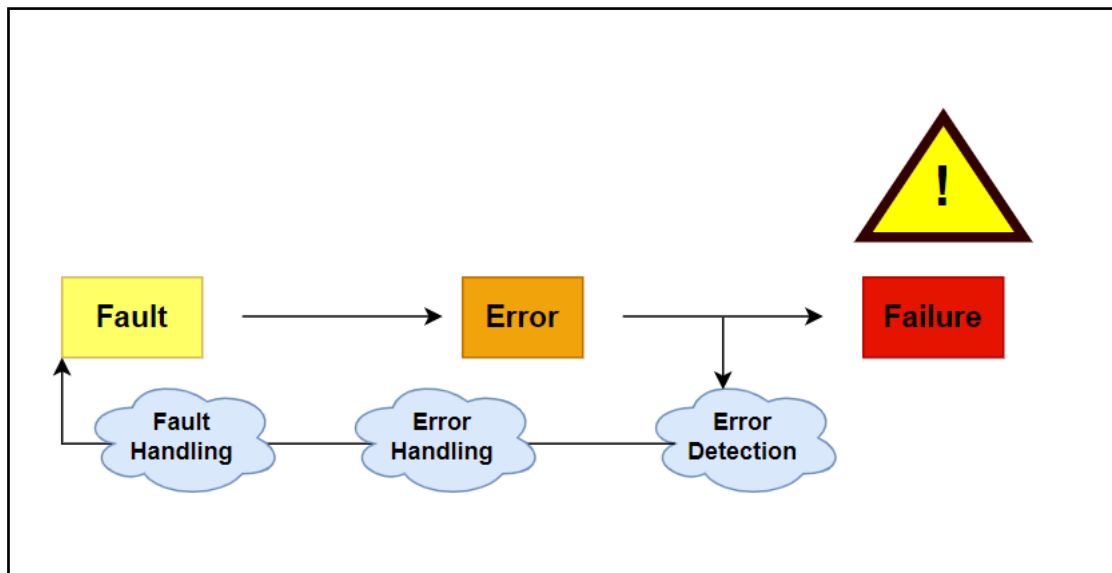 !
Fault
Error
Failure
Fault
Handling
Error
Handling
Error
Detection